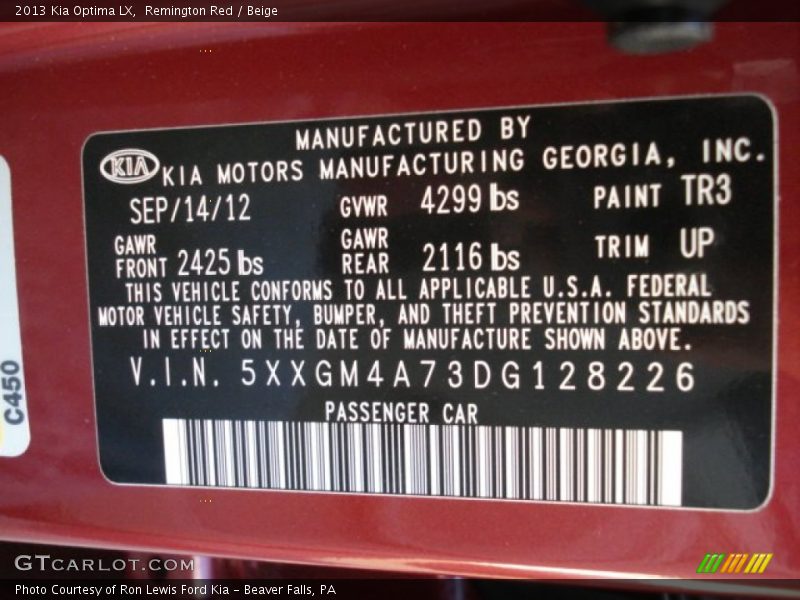 2013 Kia Optima LX,  Remington Red / Beige
MANUFACTURED BY
KIA KIA MOTORS MANUFACTURING GEORGIA, INC.
SEP/14/12 GVWR 4299 lbs PAINT TR3
GAWR FRONT 2425 lbs GAWR REAR 2116 lbs TRIM UP
THIS VEHICLE CONFORMS TO ALL APPLICABLE U.S.A. FEDERAL
MOTOR VEHICLE SAFETY, BUMPER, AND THEFT PREVENTION STANDARDS
IN EFFECT ON THE DATE OF MANUFACTURE SHOWN ABOVE.
V.I.N. 5XXGM4A73DG128226
PASSENGER CAR
C450
GTCARLOT.COM
Photo Courtesy of Ron Lewis Ford Kia - Beaver Falls, PA